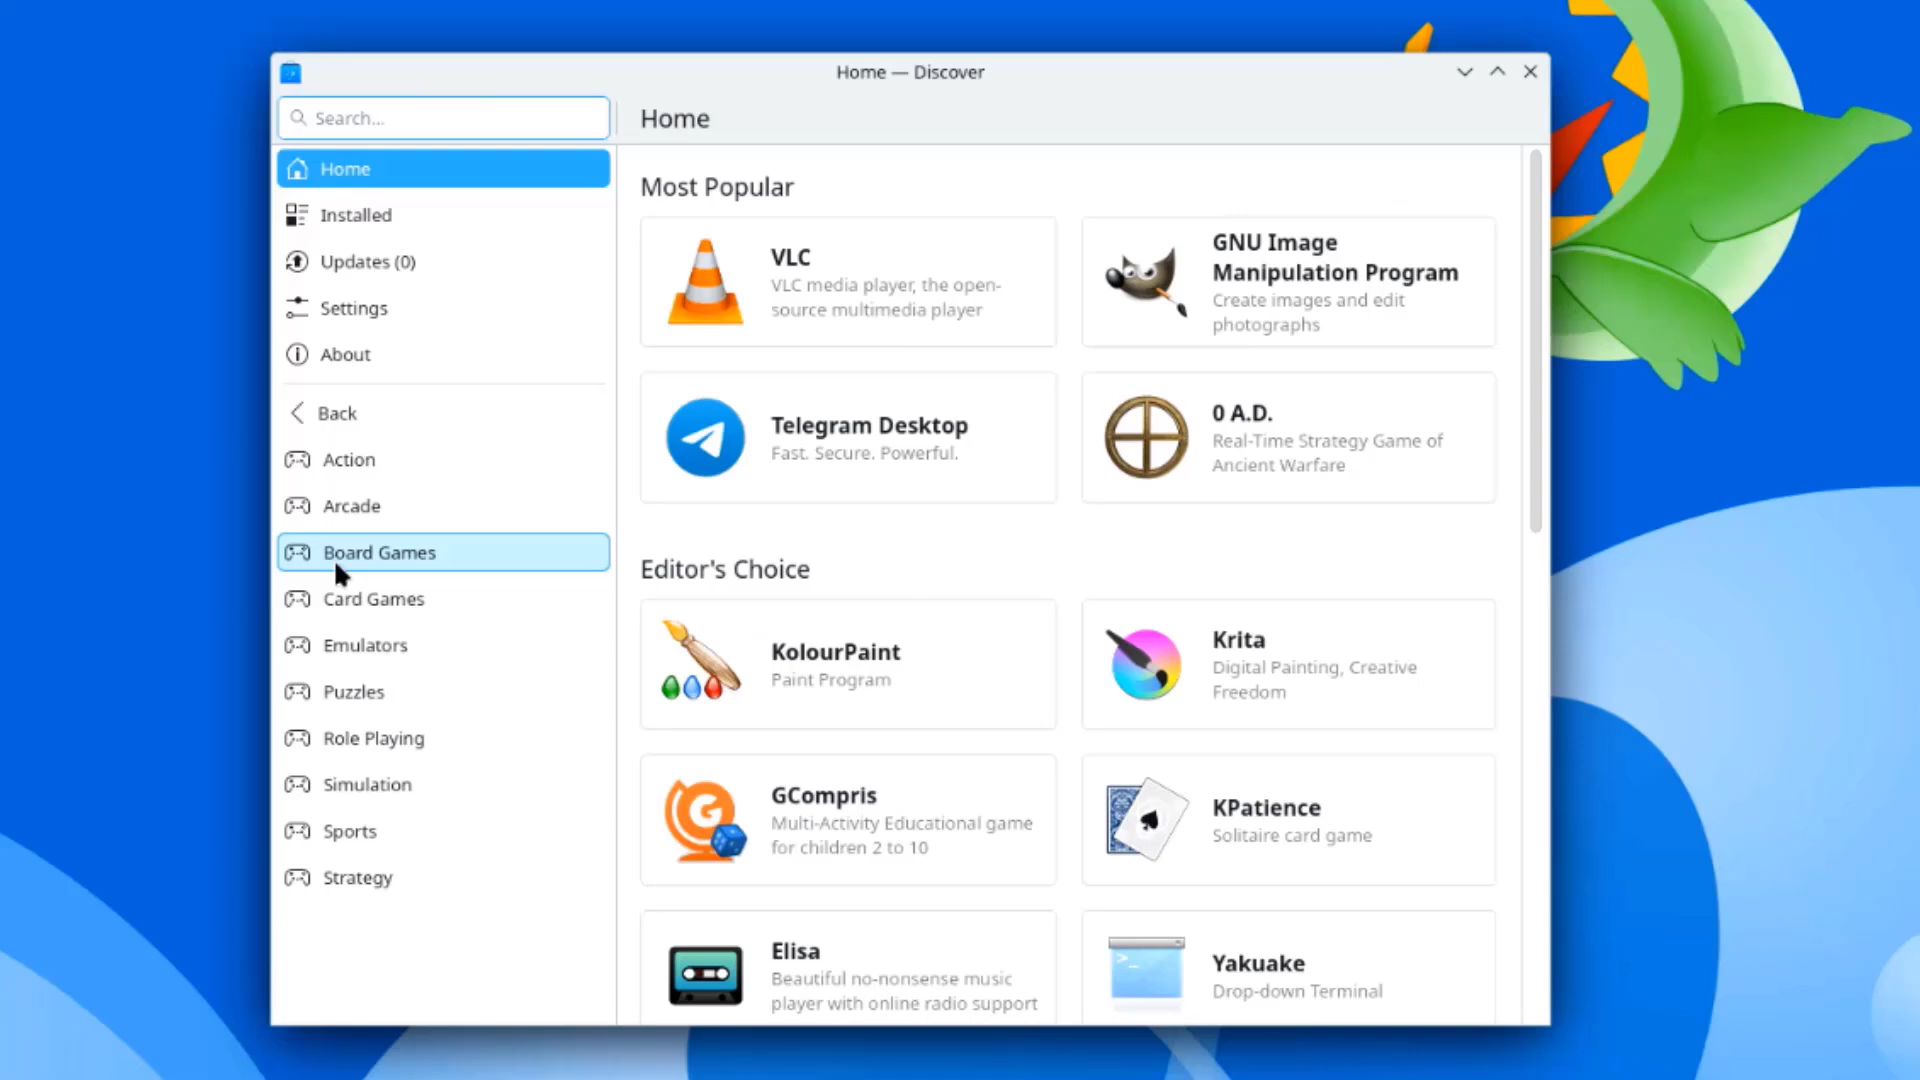 Home — Discover
Search...
Home
Home
Installed
Updates (0)
Settings
About
Back
Action
Arcade
Board Games
Card Games
Emulators
Puzzles
Role Playing
Simulation
Sports
Strategy
Most Popular
VLC
VLC media player, the open-
source multimedia player
GNU Image
Manipulation Program
Create images and edit
photographs
Telegram Desktop
Fast. Secure. Powerful.
0 A.D.
Real-Time Strategy Game of
Ancient Warfare
Editor's Choice
KolourPaint
Paint Program
Krita
Digital Painting, Creative
Freedom
GCompris
Multi-Activity Educational game
for children 2 to 10
KPatience
Solitaire card game
Elisa
Beautiful no-nonsense music
player with online radio support
Yakuake
Drop-down Terminal